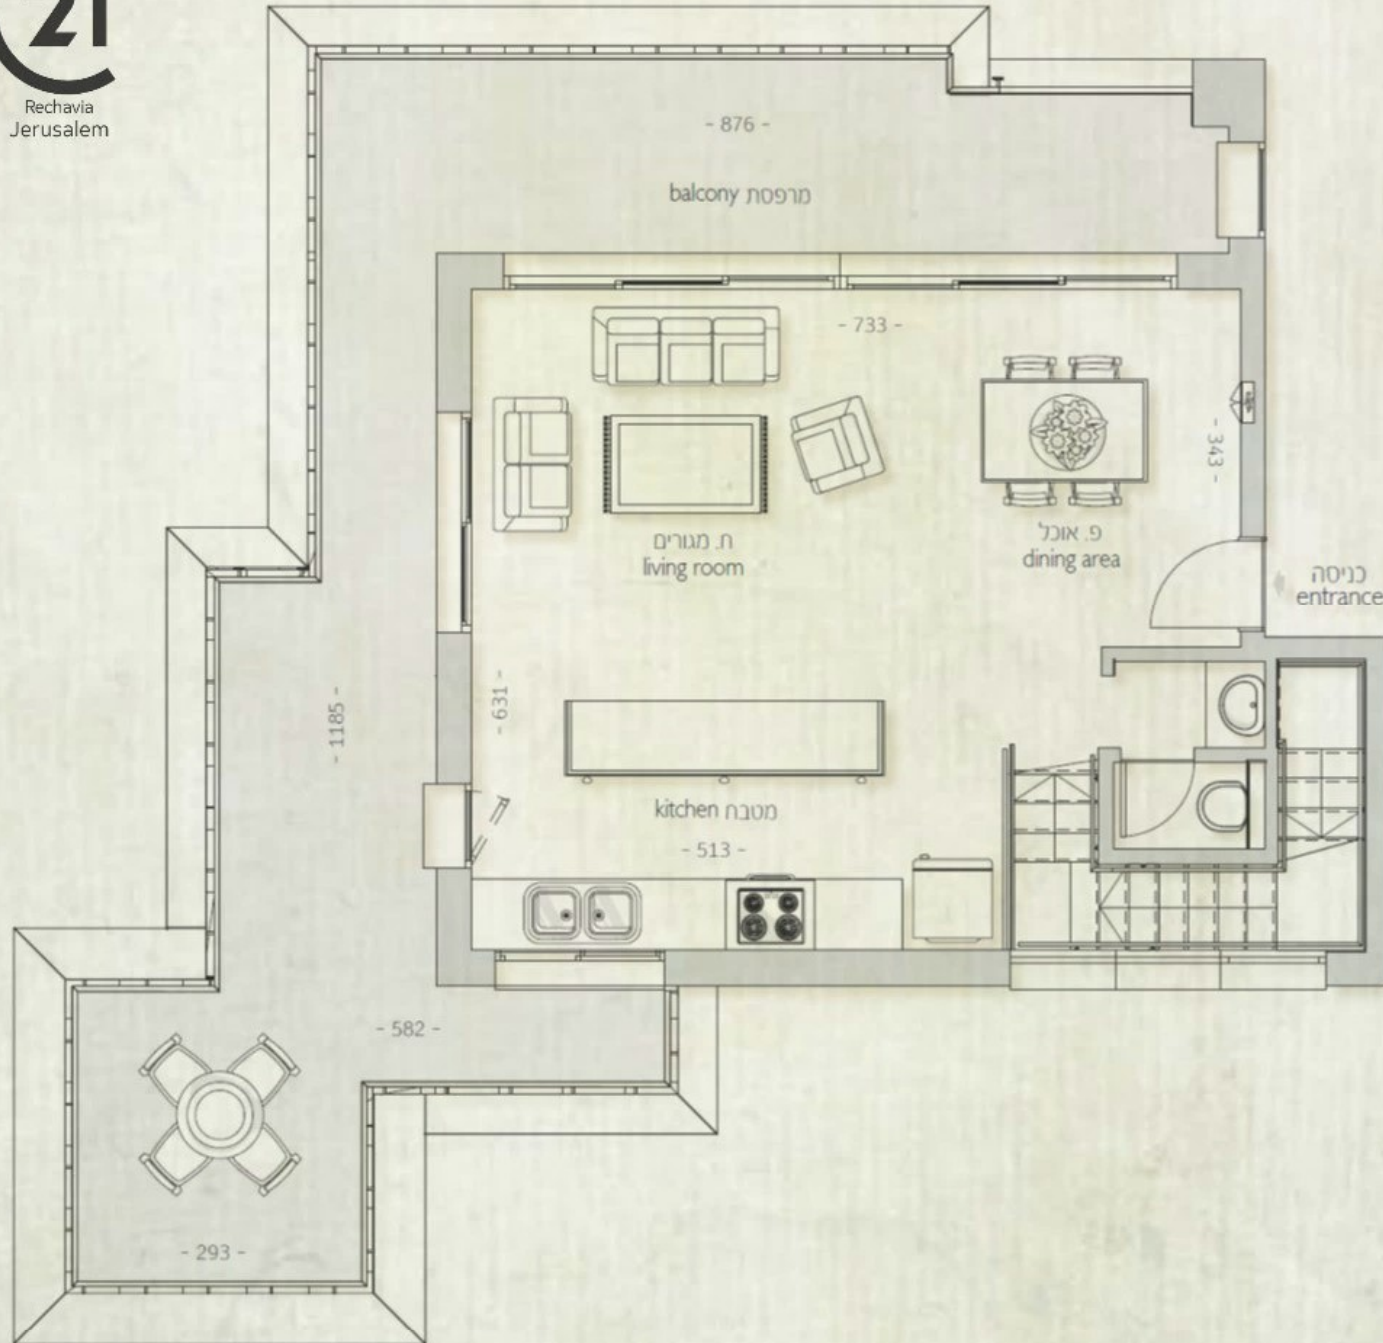 21
Rechavia
Jerusalem
- 876 -
balcony מרפסת
- 733 -
- 343 -
ח. מגורים
living room
פ. אוכל
dining area
כניסה
entrance
- 631 -
- 1185 -
kitchen מטבח
- 513 -
- 582 -
- 293 -